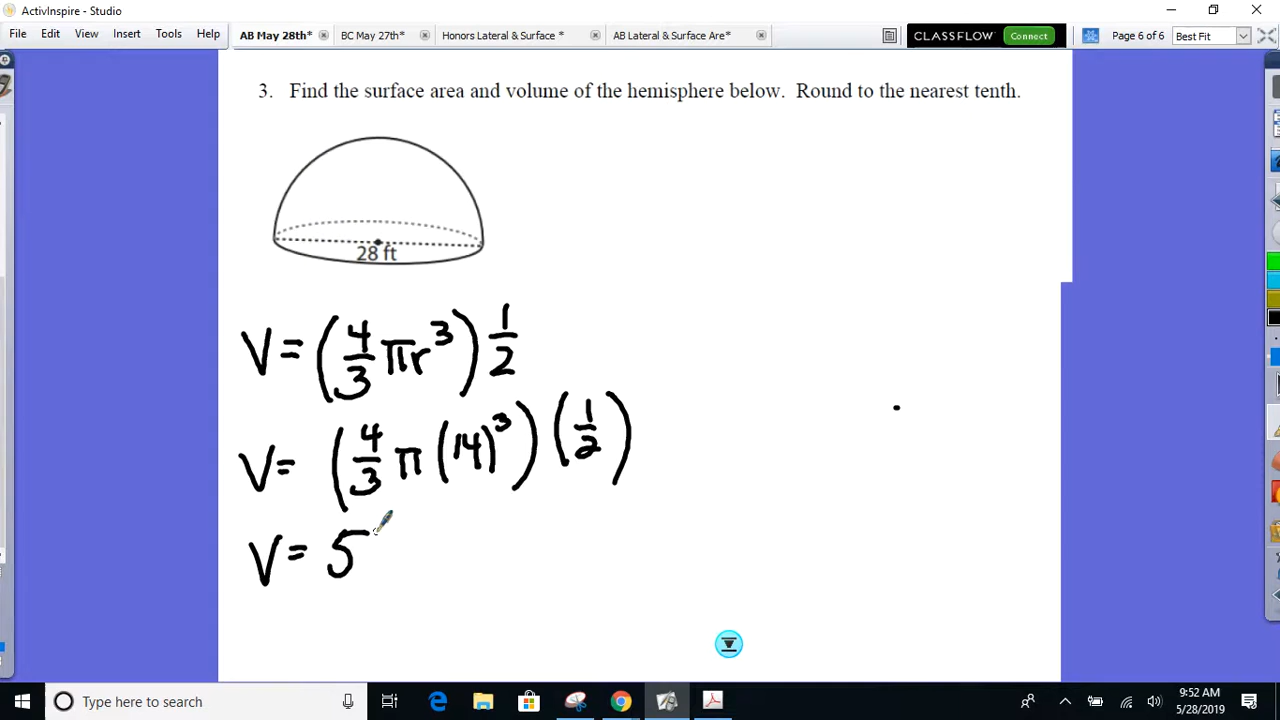 ActivInspire - Studio
File Edit View Insert Tools Help AB May 28th* BC May 27th* Honors Lateral & Surface * AB Lateral & Surface Are* CLASSFLOW Connect Page 6 of 6 Best Fit
3. Find the surface area and volume of the hemisphere below. Round to the nearest tenth.
28 ft
V = (4/3 πr³) 1/2
V = (4/3 π (14)³) (1/2)
V = 5
Type here to search
9:52 AM
5/28/2019